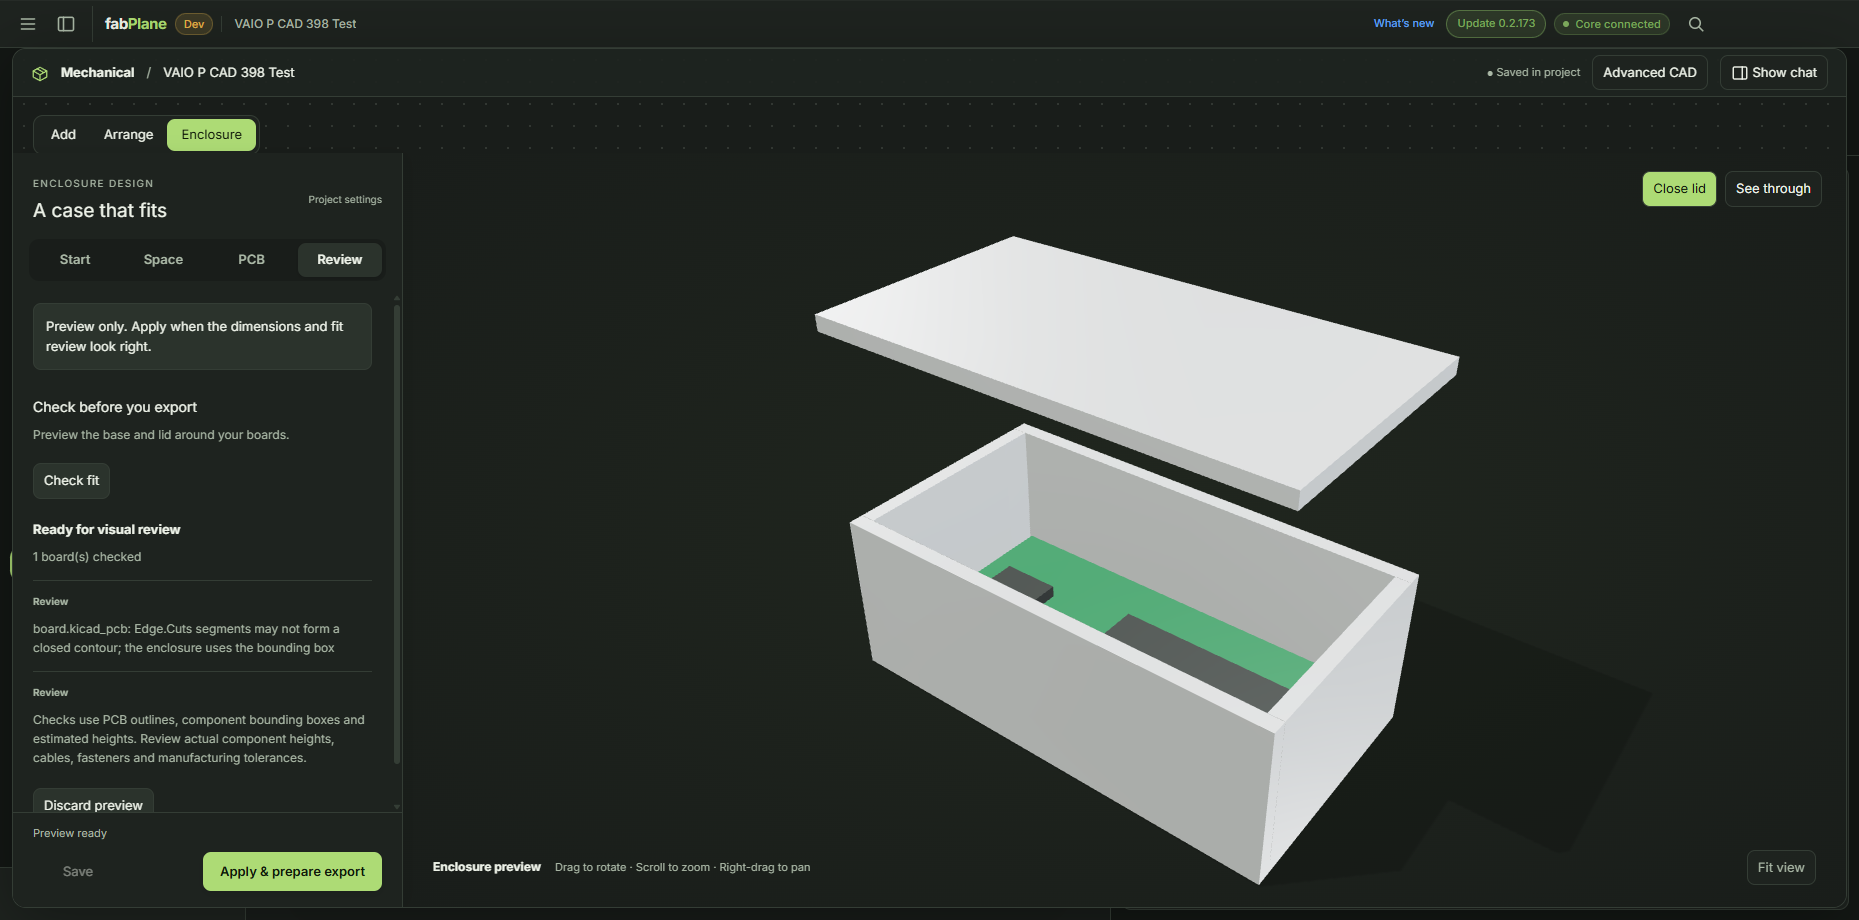 fabPlane Dev VAIO P CAD 398 Test
What's new Update 0.2.173 Core connected
Mechanical / VAIO P CAD 398 Test
Saved in project Advanced CAD Show chat
Add Arrange Enclosure
ENCLOSURE DESIGN
A case that fits
Project settings
Start Space PCB Review
Close lid See through
Preview only. Apply when the dimensions and fit
review look right.
Check before you export
Preview the base and lid around your boards.
Check fit
Ready for visual review
1 board(s) checked
Review
board.kicad_pcb: Edge.Cuts segments may not form a
closed contour; the enclosure uses the bounding box
Review
Checks use PCB outlines, component bounding boxes and
estimated heights. Review actual component heights,
cables, fasteners and manufacturing tolerances.
Discard preview
Preview ready
Save Apply & prepare export
Enclosure preview Drag to rotate · Scroll to zoom · Right-drag to pan
Fit view